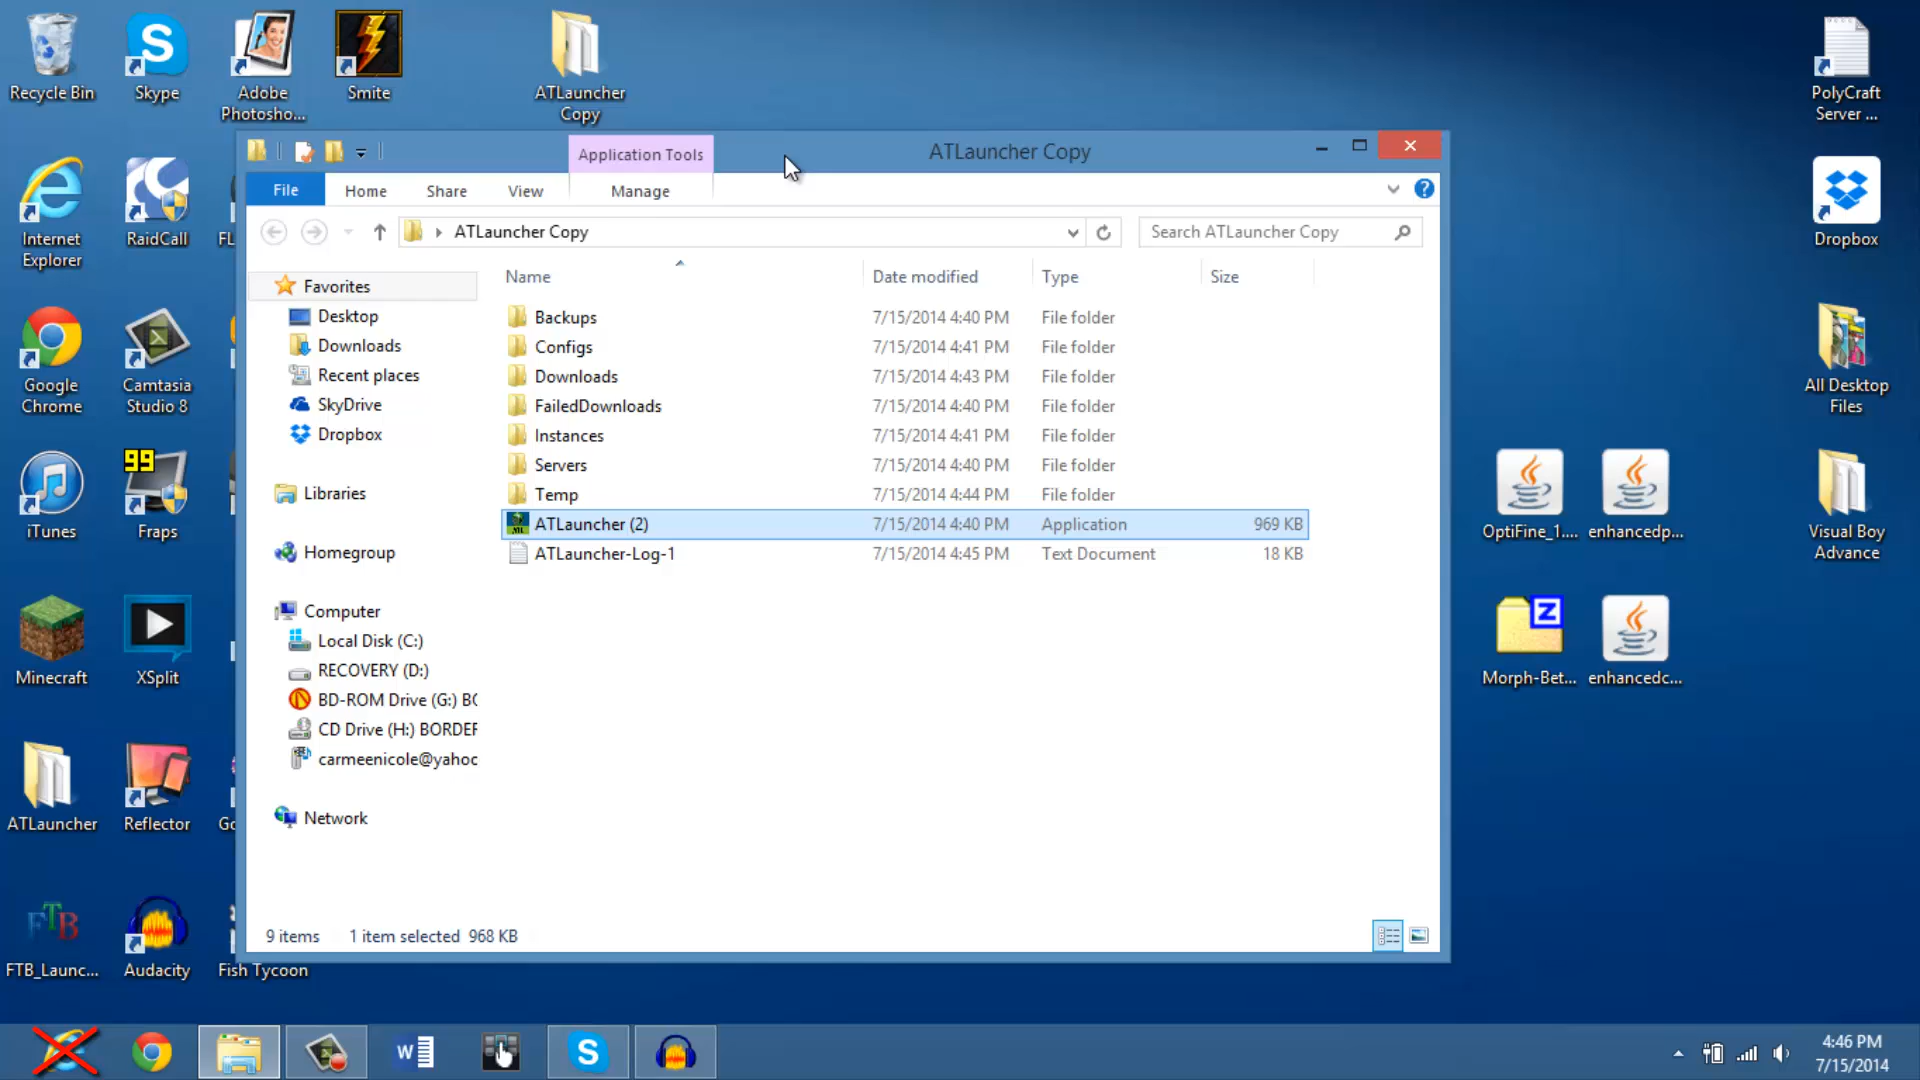 Recycle Bin
Skype
Adobe
Photosho...
Smite
ATLauncher
Copy
PolyCraft
Server ...
Application Tools
ATLauncher Copy
File
Home
Share
View
Manage
ATLauncher Copy
Search ATLauncher Copy
Internet
Explorer
RaidCall
FL
Dropbox
Name
Date modified
Type
Size
Favorites
Desktop
Downloads
Recent places
SkyDrive
Dropbox
Libraries
Homegroup
Computer
Local Disk (C:)
RECOVERY (D:)
BD-ROM Drive (G:) BO
CD Drive (H:) BORDER
carmeenicole@yahoo
Network
Backups 7/15/2014 4:40 PM File folder
Configs 7/15/2014 4:41 PM File folder
Downloads 7/15/2014 4:43 PM File folder
FailedDownloads 7/15/2014 4:40 PM File folder
Instances 7/15/2014 4:41 PM File folder
Servers 7/15/2014 4:40 PM File folder
Temp 7/15/2014 4:44 PM File folder
ATLauncher (2) 7/15/2014 4:40 PM Application 969 KB
ATLauncher-Log-1 7/15/2014 4:45 PM Text Document 18 KB
Google
Chrome
Camtasia
Studio 8
All Desktop
Files
99
iTunes
Fraps
OptiFine_1....
enhancedp...
Visual Boy
Advance
Minecraft
XSplit
Z
Morph-Bet...
enhancedc...
ATLauncher
Reflector
Go
FTB
FTB_Launc...
Audacity
Fish Tycoon
9 items
1 item selected 968 KB
4:46 PM
7/15/2014